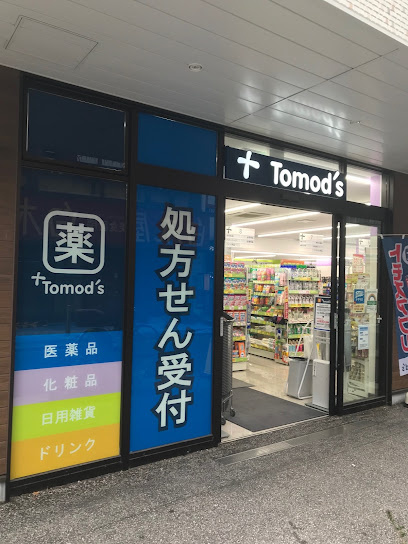 + Tomod's
薬
+Tomod's
医薬品
化粧品
日用雑貨
ドリンク
処方せん受付